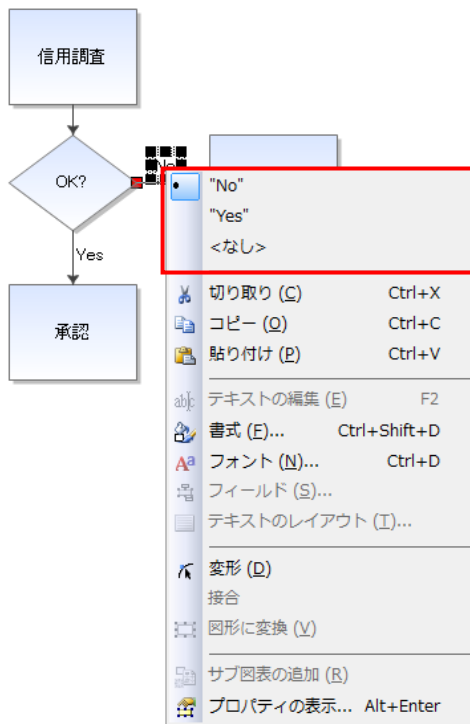 信用調査
OK?
No
Yes
承認
"No"
"Yes"
<なし>
切り取り (C) Ctrl+X
コピー (O) Ctrl+C
貼り付け (P) Ctrl+V
テキストの編集 (E) F2
書式 (F)... Ctrl+Shift+D
フォント (N)... Ctrl+D
フィールド (S)...
テキストのレイアウト (T)...
変形 (D)
接合
図形に変換 (V)
サブ図表の追加 (R)
プロパティの表示... Alt+Enter